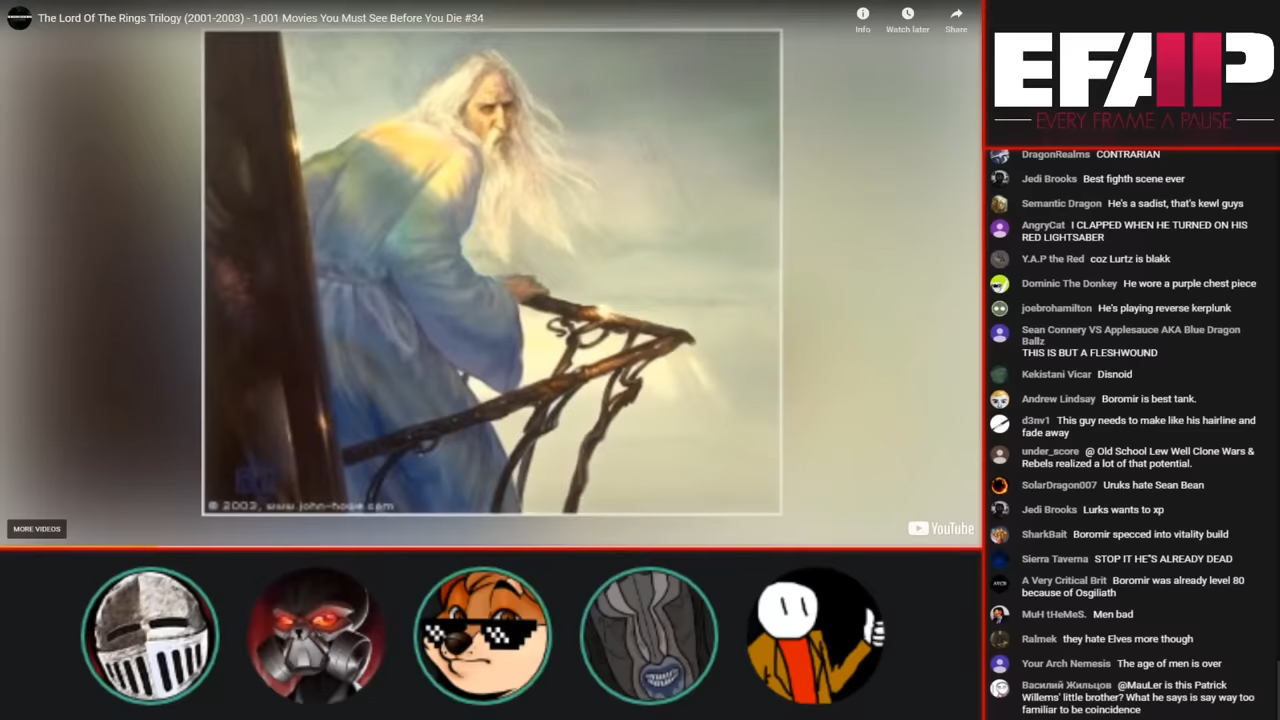 The Lord Of The Rings Trilogy (2001-2003) - 1,001 Movies You Must See Before You Die #34
Info
Watch later
Share
© 2003, www.john-howe.com
MORE VIDEOS
YouTube
EFAP
EVERY FRAME A PAUSE
DragonRealms CONTRARIAN
Jedi Brooks Best fighth scene ever
Semantic Dragon He's a sadist, that's kewl guys
AngryCat I CLAPPED WHEN HE TURNED ON HIS
RED LIGHTSABER
Y.A.P the Red coz Lurtz is blakk
Dominic The Donkey He wore a purple chest piece
joebrohamilton He's playing reverse kerplunk
Sean Connery VS Applesauce AKA Blue Dragon
Ballz
THIS IS BUT A FLESHWOUND
Kekistani Vicar Disnoid
Andrew Lindsay Boromir is best tank.
d3nv1 This guy needs to make like his hairline and
fade away
under_score @ Old School Lew Well Clone Wars &
Rebels realized a lot of that potential.
SolarDragon007 Uruks hate Sean Bean
Jedi Brooks Lurks wants to xp
SharkBait Boromir specced into vitality build
Sierra Taverna STOP IT HE"S ALREADY DEAD
A Very Critical Brit Boromir was already level 80
because of Osgiliath
MuH tHeMeS. Men bad
Ralmek they hate Elves more though
Your Arch Nemesis The age of men is over
Василий Жильцов @MauLer is this Patrick
Willems' little brother? What he says is say way too
familiar to be coincidence